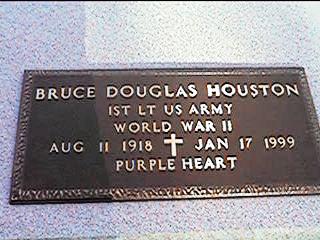 BRUCE DOUGLAS HOUSTON
1ST LT US ARMY
WORLD WAR II
AUG 11 1918 ✝ JAN 17 1999
PURPLE HEART